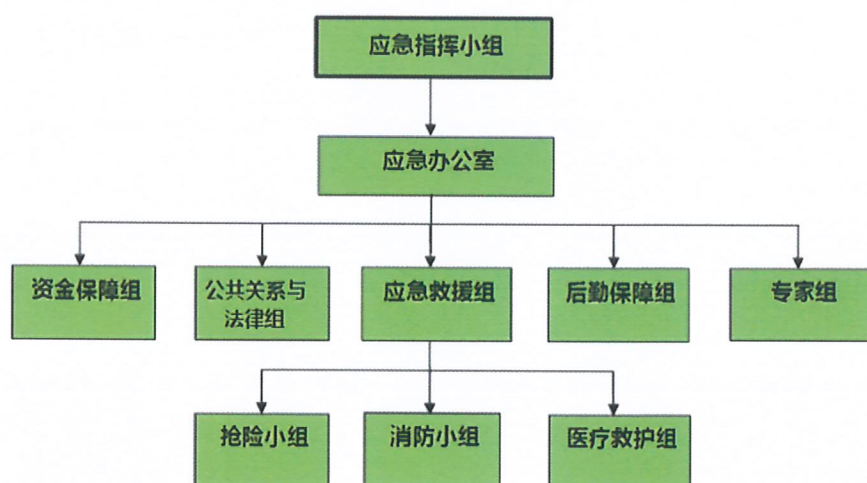 应急指挥小组
应急办公室
资金保障组
公共关系与
法律组
应急救援组
后勤保障组
专家组
抢险小组
消防小组
医疗救护组